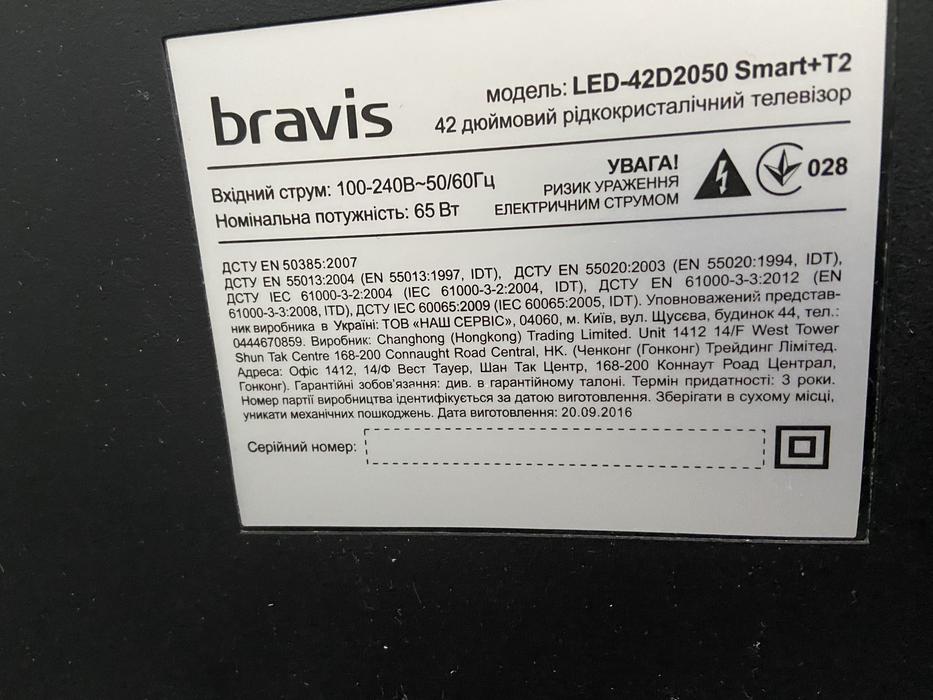 bravis
модель: LED-42D2050 Smart+T2
42 дюймовий рідкокристалічний телевізор
Вхідний струм: 100-240В~50/60Гц
Номінальна потужність: 65 Вт
УВАГА!
РИЗИК УРАЖЕННЯ
ЕЛЕКТРИЧНИМ СТРУМОМ
028
ДСТУ EN 50385:2007
ДСТУ EN 55013:2004 (EN 55013:1997, IDT), ДСТУ EN 55020:2003 (EN 55020:1994, IDT),
ДСТУ IEC 61000-3-2:2004 (IEC 61000-3-2:2004, IDT), ДСТУ EN 61000-3-3:2012 (EN
61000-3-3:2008, ITD), ДСТУ IEC 60065:2009 (IEC 60065:2005, IDT). Уповноважений представ-
ник виробника в Україні: ТОВ «НАШ СЕРВІС», 04060, м. Київ, вул. Щусєва, будинок 44, тел.:
0444670859. Виробник: Changhong (Hongkong) Trading Limited. Unit 1412 14/F West Tower
Shun Tak Centre 168-200 Connaught Road Central, HK. (Ченконг (Гонконг) Трейдинг Лімітед.
Адреса: Офіс 1412, 14/Ф Вест Тауер, Шан Так Центр, 168-200 Коннаут Роад Централ,
Гонконг). Гарантійні зобов'язання: див. в гарантійному талоні. Термін придатності: 3 роки.
Номер партії виробництва ідентифікується за датою виготовлення. Зберігати в сухому місці,
уникати механічних пошкоджень. Дата виготовлення: 20.09.2016
Серійний номер: